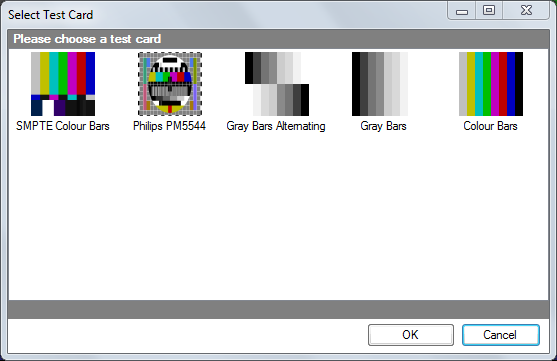 Select Test Card
Please choose a test card
SMPTE Colour Bars
Philips PM5544
Gray Bars Alternating
Gray Bars
Colour Bars
OK
Cancel